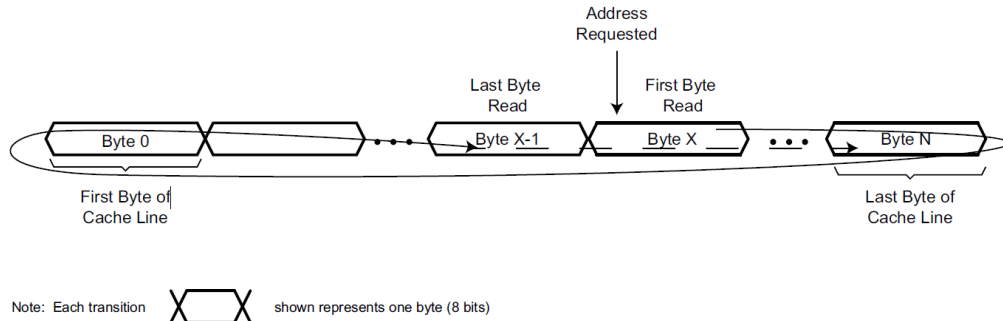 Address
Requested
Last Byte
Read
First Byte
Read
Byte 0
Byte X-1
Byte X
Byte N
First Byte of
Cache Line
Last Byte of
Cache Line
Note: Each transition shown represents one byte (8 bits)